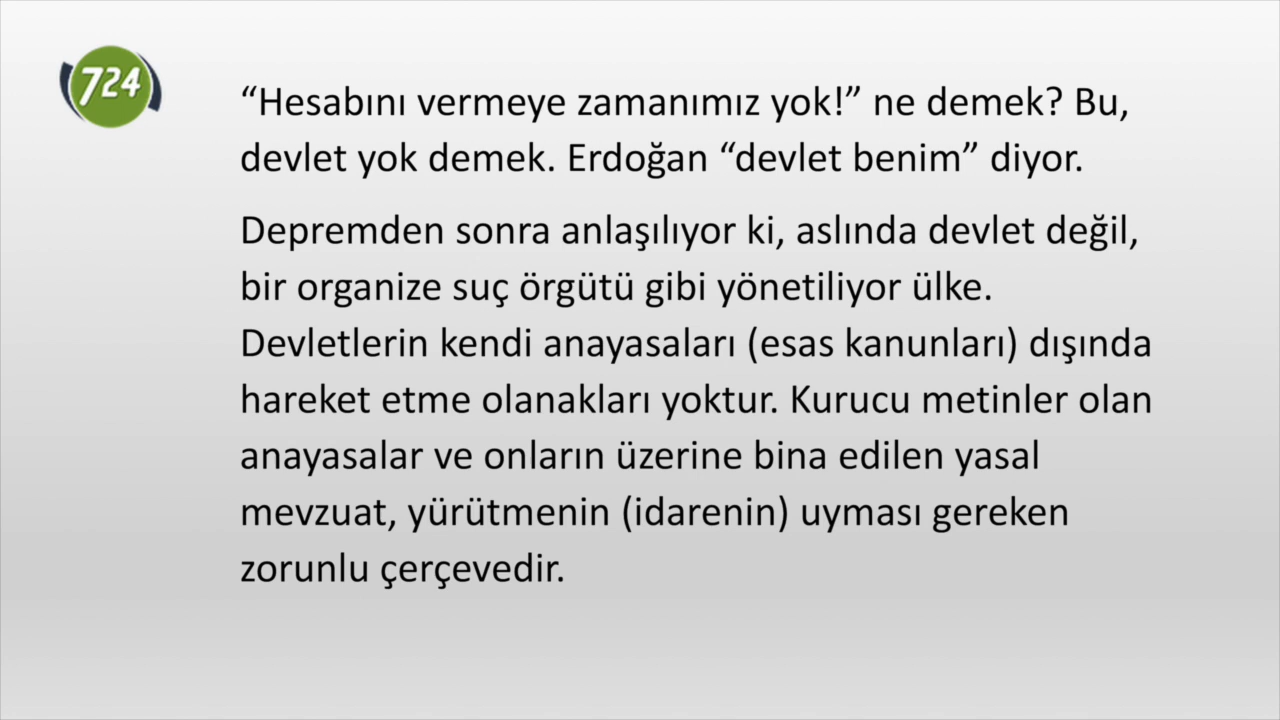 724
“Hesabını vermeye zamanımız yok!” ne demek? Bu,
devlet yok demek. Erdoğan “devlet benim” diyor.
Depremden sonra anlaşılıyor ki, aslında devlet değil,
bir organize suç örgütü gibi yönetiliyor ülke.
Devletlerin kendi anayasaları (esas kanunları) dışında
hareket etme olanakları yoktur. Kurucu metinler olan
anayasalar ve onların üzerine bina edilen yasal
mevzuat, yürütmenin (idarenin) uyması gereken
zorunlu çerçevedir.